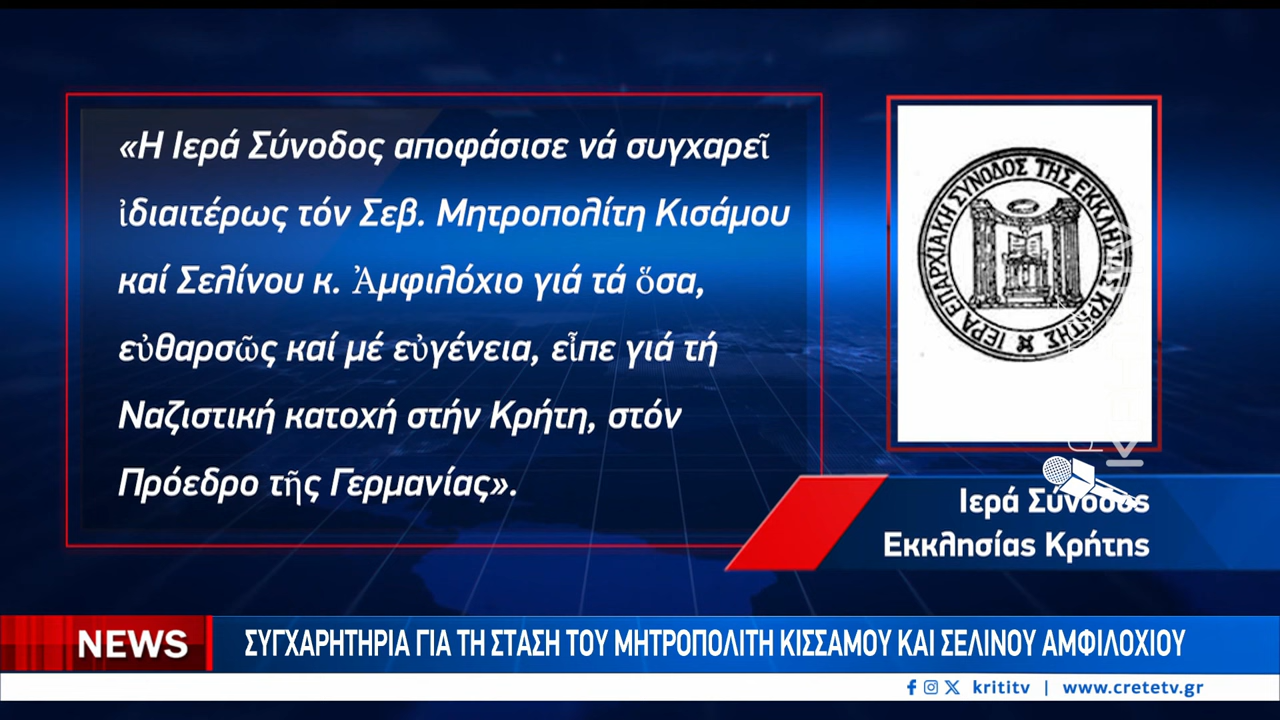 «Η Ιερά Σύνοδος αποφάσισε νά συγχαρεῖ
ἰδιαιτέρως τόν Σεβ. Μητροπολίτη Κισάμου
καί Σελίνου κ. Ἀμφιλόχιο γιά τά ὅσα,
εὐθαρσῶς καί μέ εὐγένεια, εἶπε γιά τή
Ναζιστική κατοχή στήν Κρήτη, στόν
Πρόεδρο τῆς Γερμανίας».
ΙΕΡΑ ΕΠΑΡΧΙΑΚΗ ΣΥΝΟΔΟΣ ΤΗΣ ΕΚΚΛΗΣΙΑΣ ΚΡΗΤΗΣ
Ιερά Σύνοδος
Εκκλησίας Κρήτης
NEWS
ΣΥΓΧΑΡΗΤΗΡΙΑ ΓΙΑ ΤΗ ΣΤΑΣΗ ΤΟΥ ΜΗΤΡΟΠΟΛΙΤΗ ΚΙΣΣΑΜΟΥ ΚΑΙ ΣΕΛΙΝΟΥ ΑΜΦΙΛΟΧΙΟΥ
krititv | www.cretetv.gr